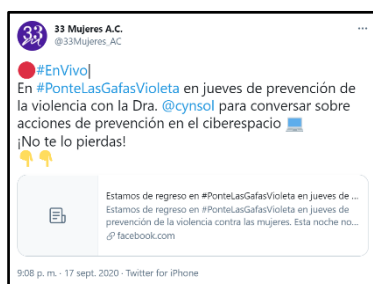 33 Mujeres A.C.
@33Mujeres_AC
33
🔴#EnVivo|
En #PonteLasGafasVioleta en jueves de prevención de
la violencia con la Dra. @cynsol para conversar sobre
acciones de prevención en el ciberespacio 💻
¡No te lo pierdas!
👇👇
Estamos de regreso en #PonteLasGafasVioleta en jueves de ...
Estamos de regreso en #PonteLasGafasVioleta en jueves de
prevención de la violencia contra las mujeres. Esta noche no...
facebook.com
9:08 p. m. · 17 sept. 2020 · Twitter for iPhone